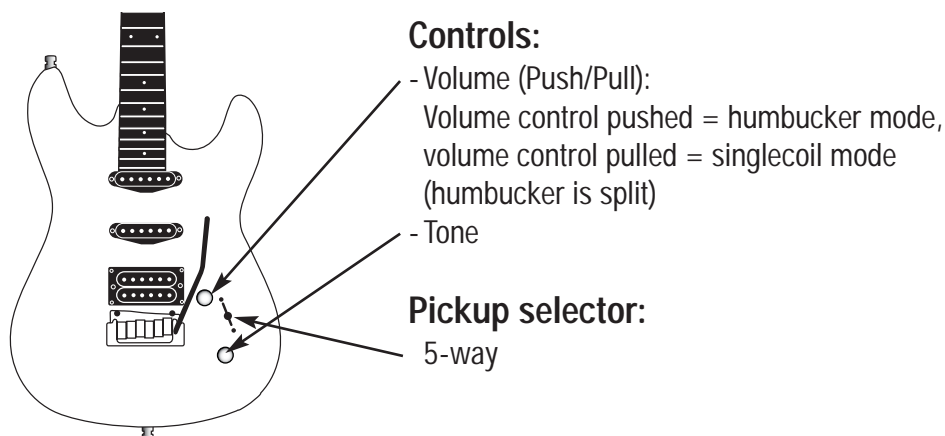 Controls:
- Volume (Push/Pull):
Volume control pushed = humbucker mode,
volume control pulled = singlecoil mode
(humbucker is split)
- Tone
Pickup selector:
5-way